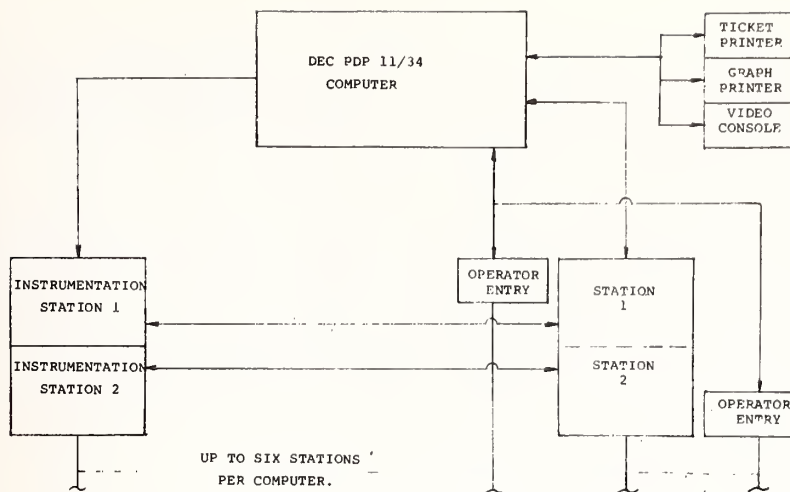 DEC PDP 11/34
COMPUTER
TICKET
PRINTER
GRAPH
PRINTER
VIDEO
CONSOLE
INSTRUMENTATION
STATION 1
INSTRUMENTATION
STATION 2
OPERATOR
ENTRY
STATION
1
STATION
2
OPERATOR
ENTRY
UP TO SIX STATIONS
PER COMPUTER.